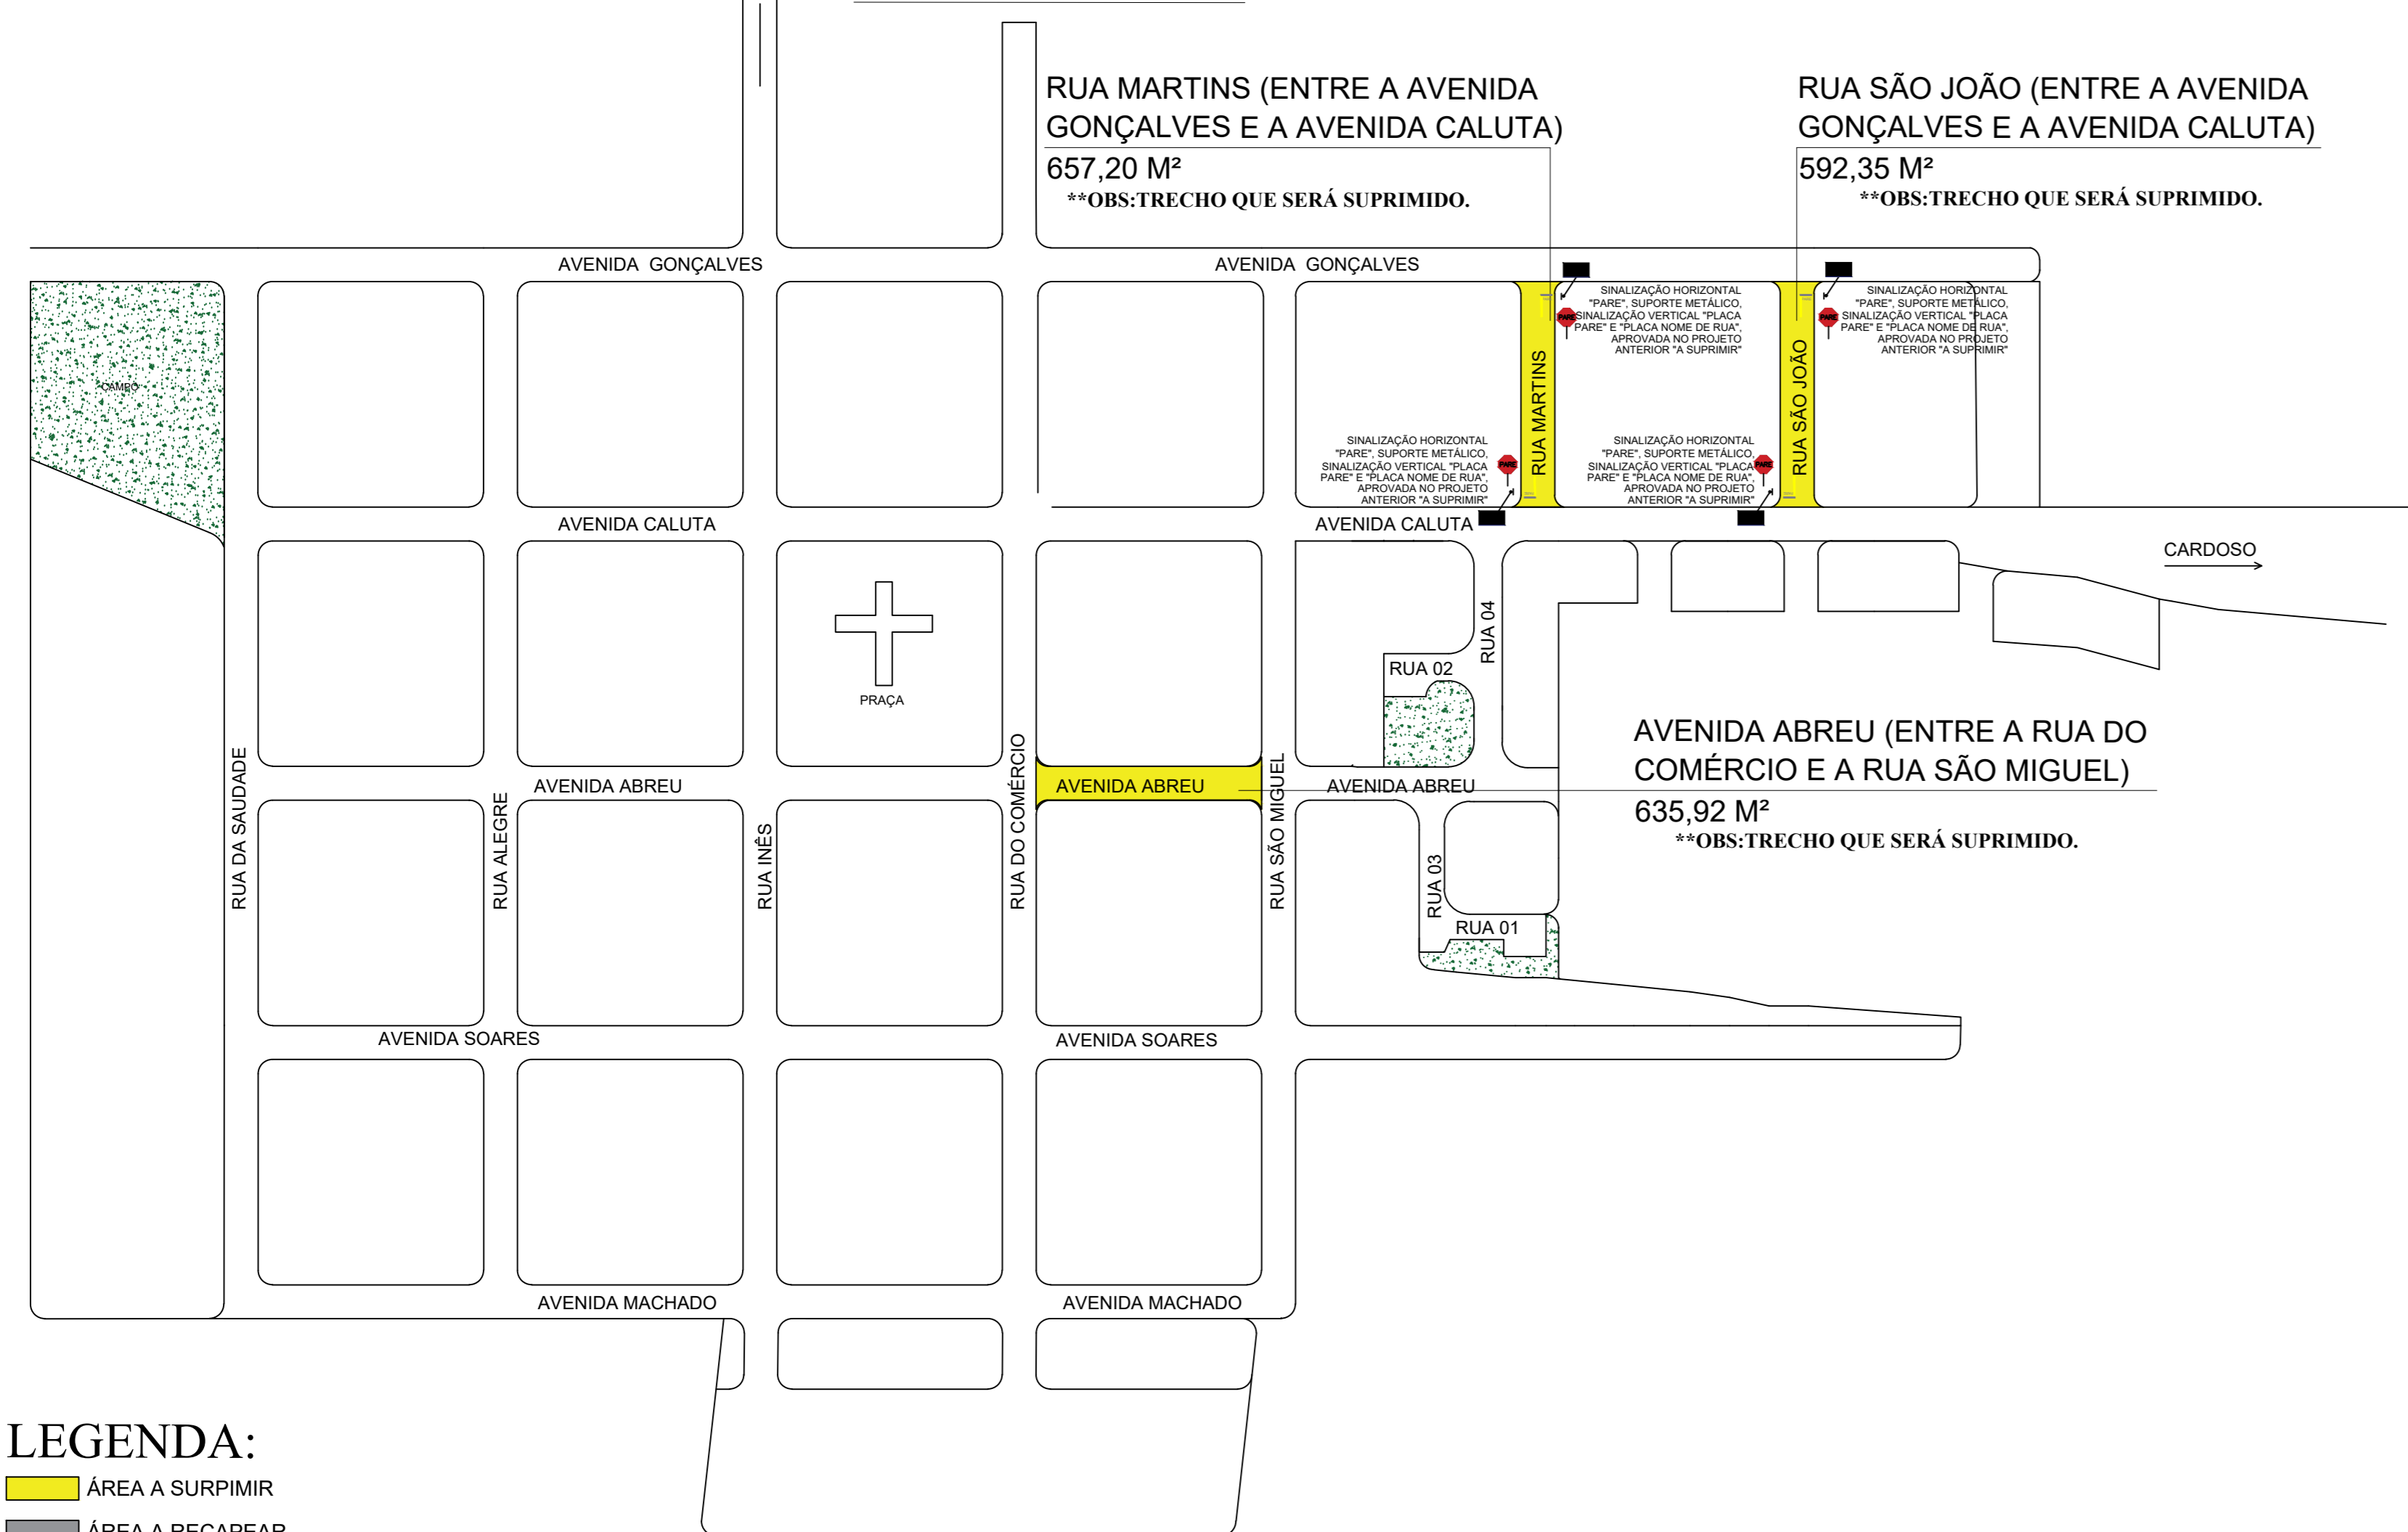 RUA MARTINS (ENTRE A AVENIDA
GONÇALVES E A AVENIDA CALUTA)
657,20 M²
**OBS:TRECHO QUE SERÁ SUPRIMIDO.
RUA SÃO JOÃO (ENTRE A AVENIDA
GONÇALVES E A AVENIDA CALUTA)
592,35 M²
**OBS:TRECHO QUE SERÁ SUPRIMIDO.
AVENIDA GONÇALVES
AVENIDA GONÇALVES
SINALIZAÇÃO HORIZONTAL
"PARE", SUPORTE METÁLICO,
SINALIZAÇÃO VERTICAL "PLACA
PARE" E "PLACA NOME DE RUA",
APROVADA NO PROJETO
ANTERIOR "A SUPRIMIR"
PARE
SINALIZAÇÃO HORIZONTAL
"PARE", SUPORTE METÁLICO,
SINALIZAÇÃO VERTICAL "PLACA
PARE" E "PLACA NOME DE RUA",
APROVADA NO PROJETO
ANTERIOR "A SUPRIMIR"
PARE
CAMPO
RUA MARTINS
RUA SÃO JOÃO
SINALIZAÇÃO HORIZONTAL
"PARE", SUPORTE METÁLICO,
SINALIZAÇÃO VERTICAL "PLACA
PARE" E "PLACA NOME DE RUA",
APROVADA NO PROJETO
ANTERIOR "A SUPRIMIR"
PARE
SINALIZAÇÃO HORIZONTAL
"PARE", SUPORTE METÁLICO,
SINALIZAÇÃO VERTICAL "PLACA
PARE" E "PLACA NOME DE RUA",
APROVADA NO PROJETO
ANTERIOR "A SUPRIMIR"
PARE
AVENIDA CALUTA
AVENIDA CALUTA
CARDOSO
RUA 04
RUA 02
PRAÇA
AVENIDA ABREU (ENTRE A RUA DO
COMÉRCIO E A RUA SÃO MIGUEL)
635,92 M²
**OBS:TRECHO QUE SERÁ SUPRIMIDO.
AVENIDA ABREU
AVENIDA ABREU
AVENIDA ABREU
RUA DA SAUDADE
RUA ALEGRE
RUA INÊS
RUA DO COMÉRCIO
RUA SÃO MIGUEL
RUA 03
RUA 01
AVENIDA SOARES
AVENIDA SOARES
AVENIDA MACHADO
AVENIDA MACHADO
LEGENDA:
ÁREA A SURPIMIR
ÁREA A RECAPEAR